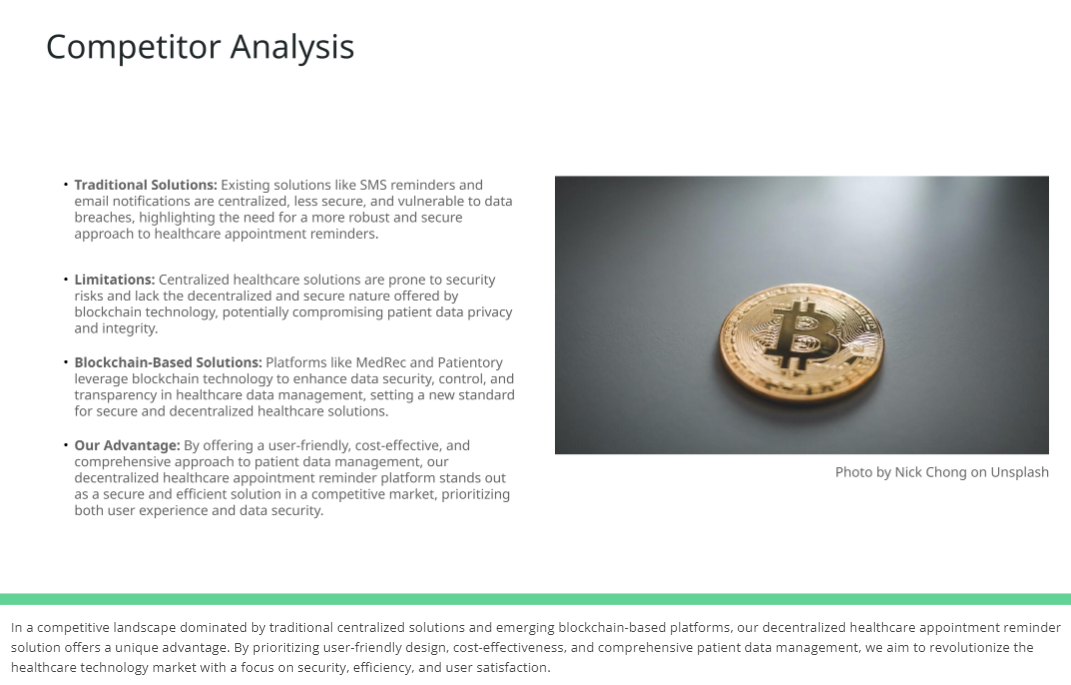 Competitor Analysis
• Traditional Solutions: Existing solutions like SMS reminders and
email notifications are centralized, less secure, and vulnerable to data
breaches, highlighting the need for a more robust and secure
approach to healthcare appointment reminders.
• Limitations: Centralized healthcare solutions are prone to security
risks and lack the decentralized and secure nature offered by
blockchain technology, potentially compromising patient data privacy
and integrity.
• Blockchain-Based Solutions: Platforms like MedRec and Patientory
leverage blockchain technology to enhance data security, control, and
transparency in healthcare data management, setting a new standard
for secure and decentralized healthcare solutions.
• Our Advantage: By offering a user-friendly, cost-effective, and
comprehensive approach to patient data management, our
decentralized healthcare appointment reminder platform stands out
as a secure and efficient solution in a competitive market, prioritizing
both user experience and data security.
Photo by Nick Chong on Unsplash
In a competitive landscape dominated by traditional centralized solutions and emerging blockchain-based platforms, our decentralized healthcare appointment reminder
solution offers a unique advantage. By prioritizing user-friendly design, cost-effectiveness, and comprehensive patient data management, we aim to revolutionize the
healthcare technology market with a focus on security, efficiency, and user satisfaction.